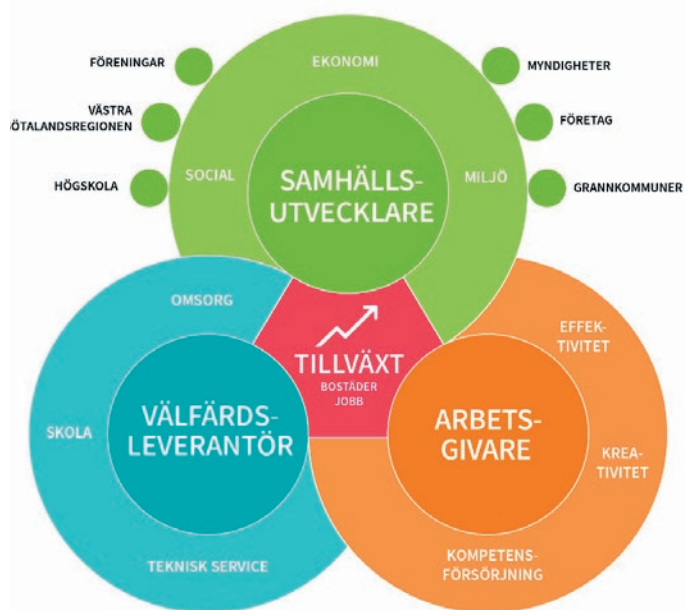 EKONOMI
FÖRENINGAR
MYNDIGHETER
VÄSTRA
ÖTALANDSREGIONEN
FÖRETAG
HÖGSKOLA
SOCIAL
SAMHÄLLS-
UTVECKLARE
MILJÖ
GRANNKOMMUNER
OMSORG
SKOLA
VÄLFÄRDS-
LEVERANTÖR
TEKNISK SERVICE
TILLVÄXT
BOSTÄDER
JOBB
EFFEK-
TIVITET
ARBETS-
GIVARE
KREA-
TIVITET
KOMPETENS-
FÖRSÖRJNING